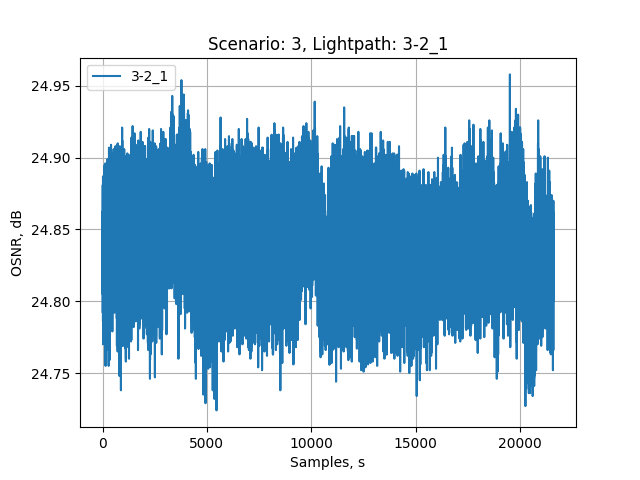 Scenario: 3, Lightpath: 3-2_1
3-2_1
24.95
24.90
24.85
24.80
24.75
OSNR, dB
0 5000 10000 15000 20000
Samples, s